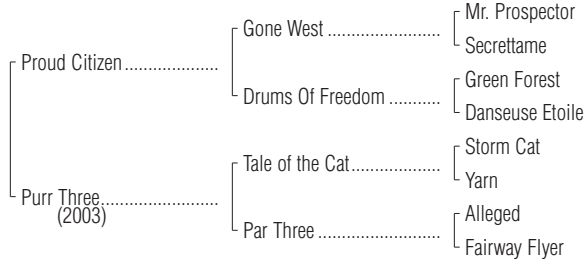 Mr. Prospector
Gone West
Secrettame
Proud Citizen
Green Forest
Drums Of Freedom
Danseuse Etoile
Storm Cat
Tale of the Cat
Yarn
Purr Three
(2003)
Alleged
Par Three
Fairway Flyer